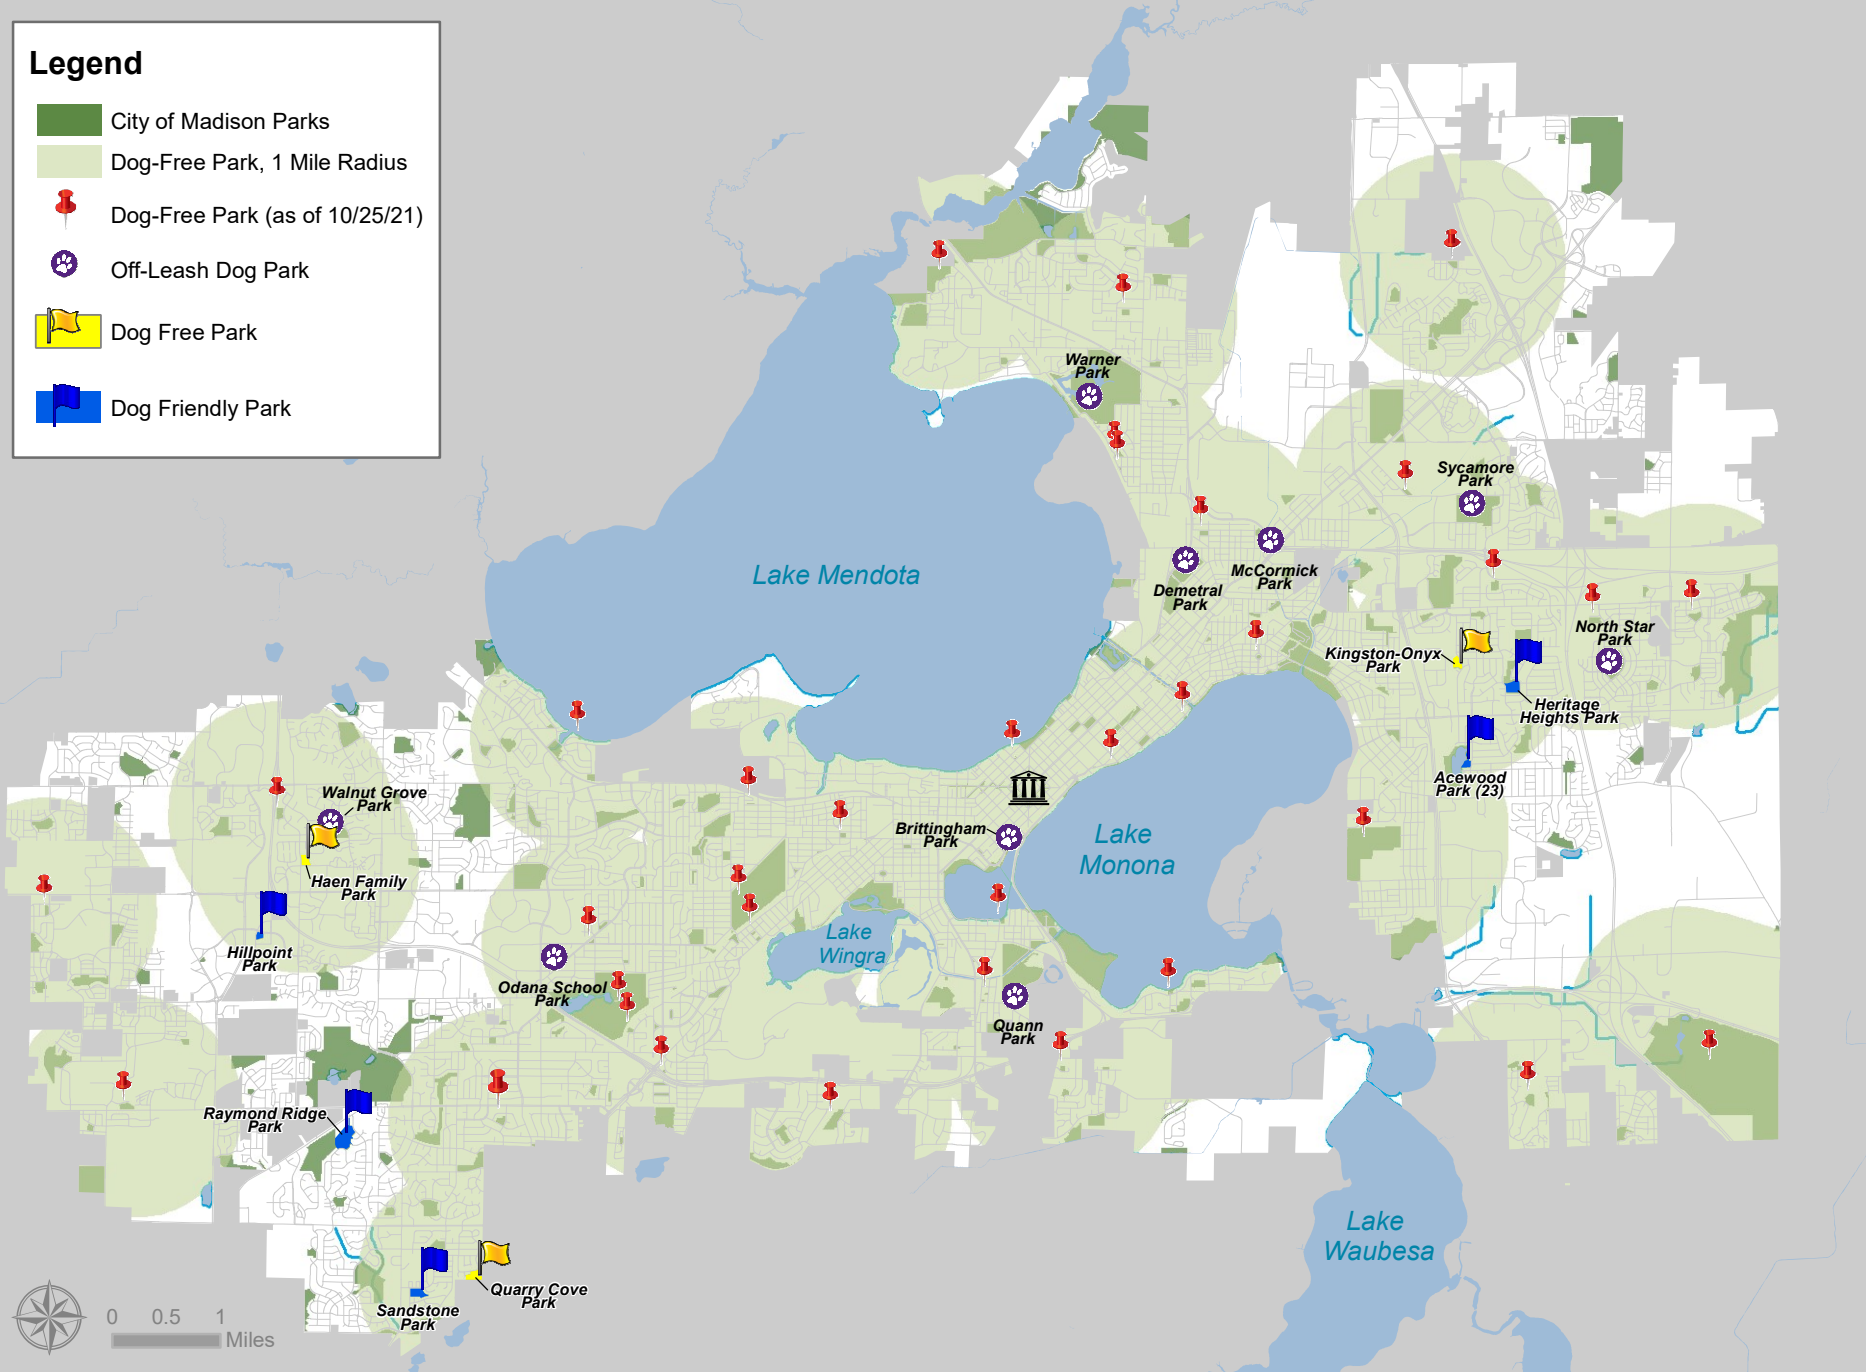 Legend
City of Madison Parks
Dog-Free Park, 1 Mile Radius
Dog-Free Park (as of 10/25/21)
Off-Leash Dog Park
Dog Free Park
Dog Friendly Park
Warner
Park
Sycamore
Park
McCormick
Park
Demetral
Park
Lake Mendota
North Star
Park
Kingston-Onyx
Park
Heritage
Heights Park
Acewood
Park (23)
Walnut Grove
Park
Brittingham
Park
Lake
Monona
Haen Family
Park
Hillpoint
Park
Lake
Wingra
Odana School
Park
Quann
Park
Raymond Ridge
Park
Lake
Waubesa
Quarry Cove
Park
Sandstone
Park
0 0.5 1
Miles